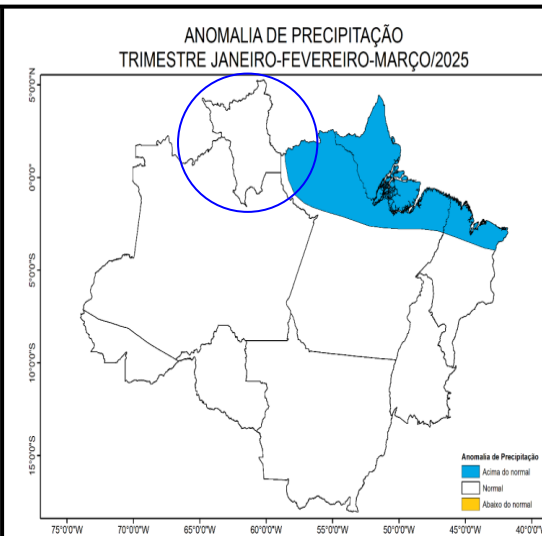 ANOMALIA DE PRECIPITAÇÃO
TRIMESTRE JANEIRO-FEVEREIRO-MARÇO/2025
5°0'0"N
0°0'0"
5°0'0"S
10°0'0"S
15°0'0"S
Anomalia de Precipitação
Acima do normal
Normal
Abaixo do normal
75°0'0"W 70°0'0"W 65°0'0"W 60°0'0"W 55°0'0"W 50°0'0"W 45°0'0"W 40°0'0"W